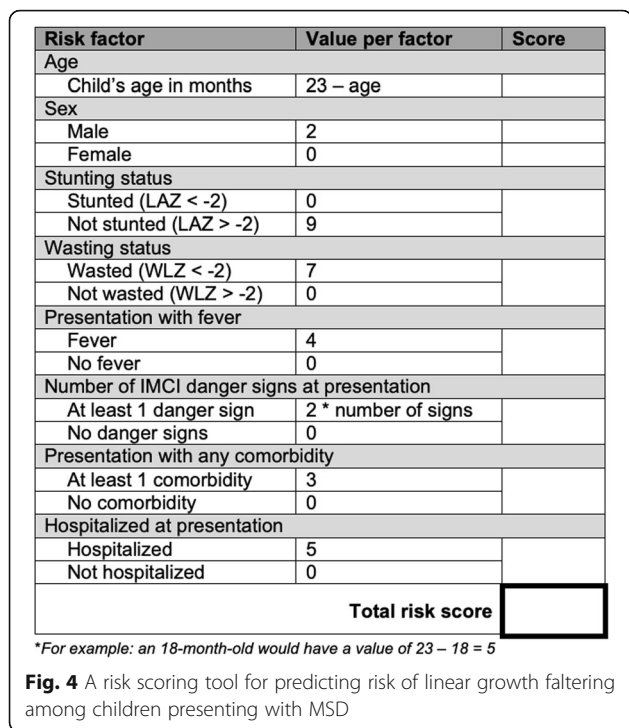 Risk factor Value per factor Score
Age
Child's age in months 23 – age
Sex
Male 2
Female 0
Stunting status
Stunted (LAZ < -2) 0
Not stunted (LAZ > -2) 9
Wasting status
Wasted (WLZ < -2) 7
Not wasted (WLZ > -2) 0
Presentation with fever
Fever 4
No fever 0
Number of IMCI danger signs at presentation
At least 1 danger sign 2 * number of signs
No danger signs 0
Presentation with any comorbidity
At least 1 comorbidity 3
No comorbidity 0
Hospitalized at presentation
Hospitalized 5
Not hospitalized 0
Total risk score
*For example: an 18-month-old would have a value of 23 – 18 = 5
Fig. 4 A risk scoring tool for predicting risk of linear growth faltering
among children presenting with MSD